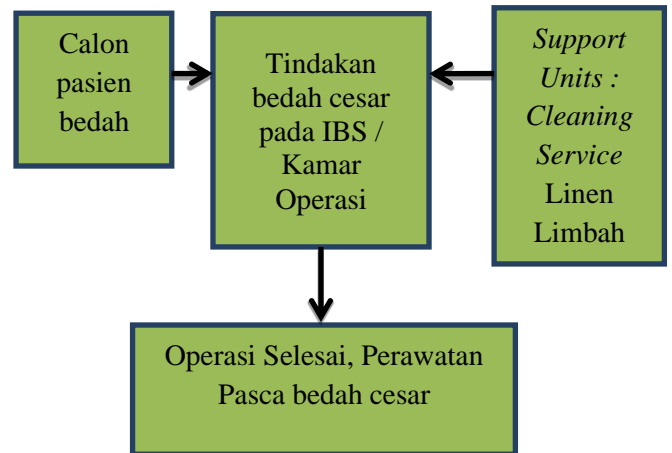 Calon
pasien
bedah
Tindakan
bedah cesar
pada IBS /
Kamar
Operasi
Support
Units :
Cleaning
Service
Linen
Limbah
Operasi Selesai, Perawatan
Pasca bedah cesar